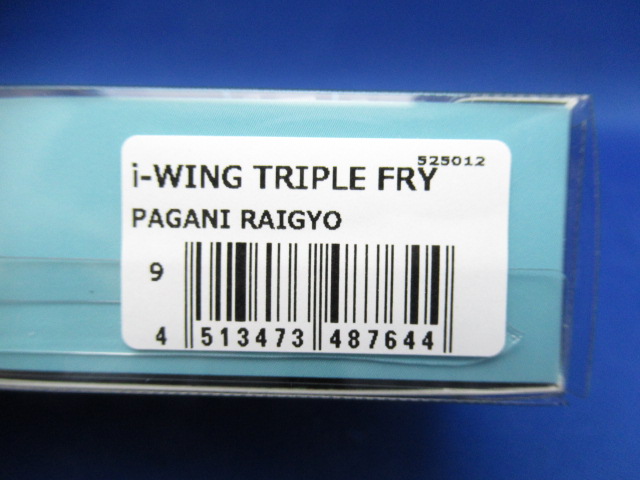 525012
i-WING TRIPLE FRY
PAGANI RAIGYO
9
4 513473 487644